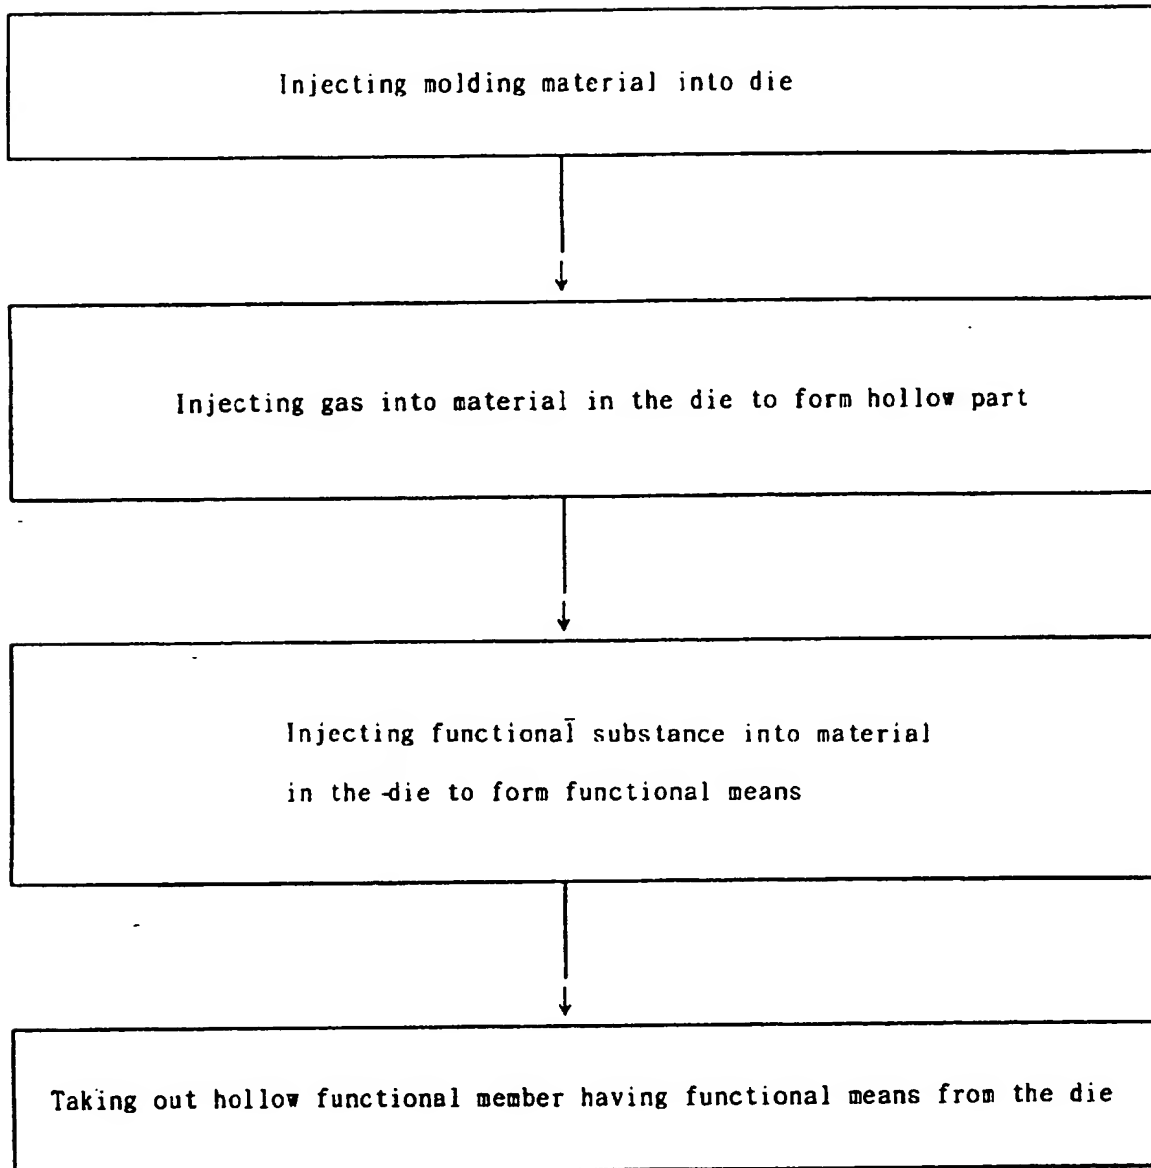 Injecting molding material into die
Injecting gas into material in the die to form hollow part
Injecting functional substance into material
in the die to form functional means
Taking out hollow functional member having functional means from the die